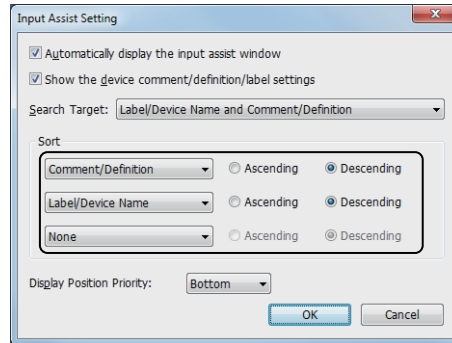 Input Assist Setting
Automatically display the input assist window
Show the device comment/definition/label settings
Search Target: Label/Device Name and Comment/Definition
Sort
Comment/Definition Ascending Descending
Label/Device Name Ascending Descending
None Ascending Descending
Display Position Priority: Bottom
OK Cancel